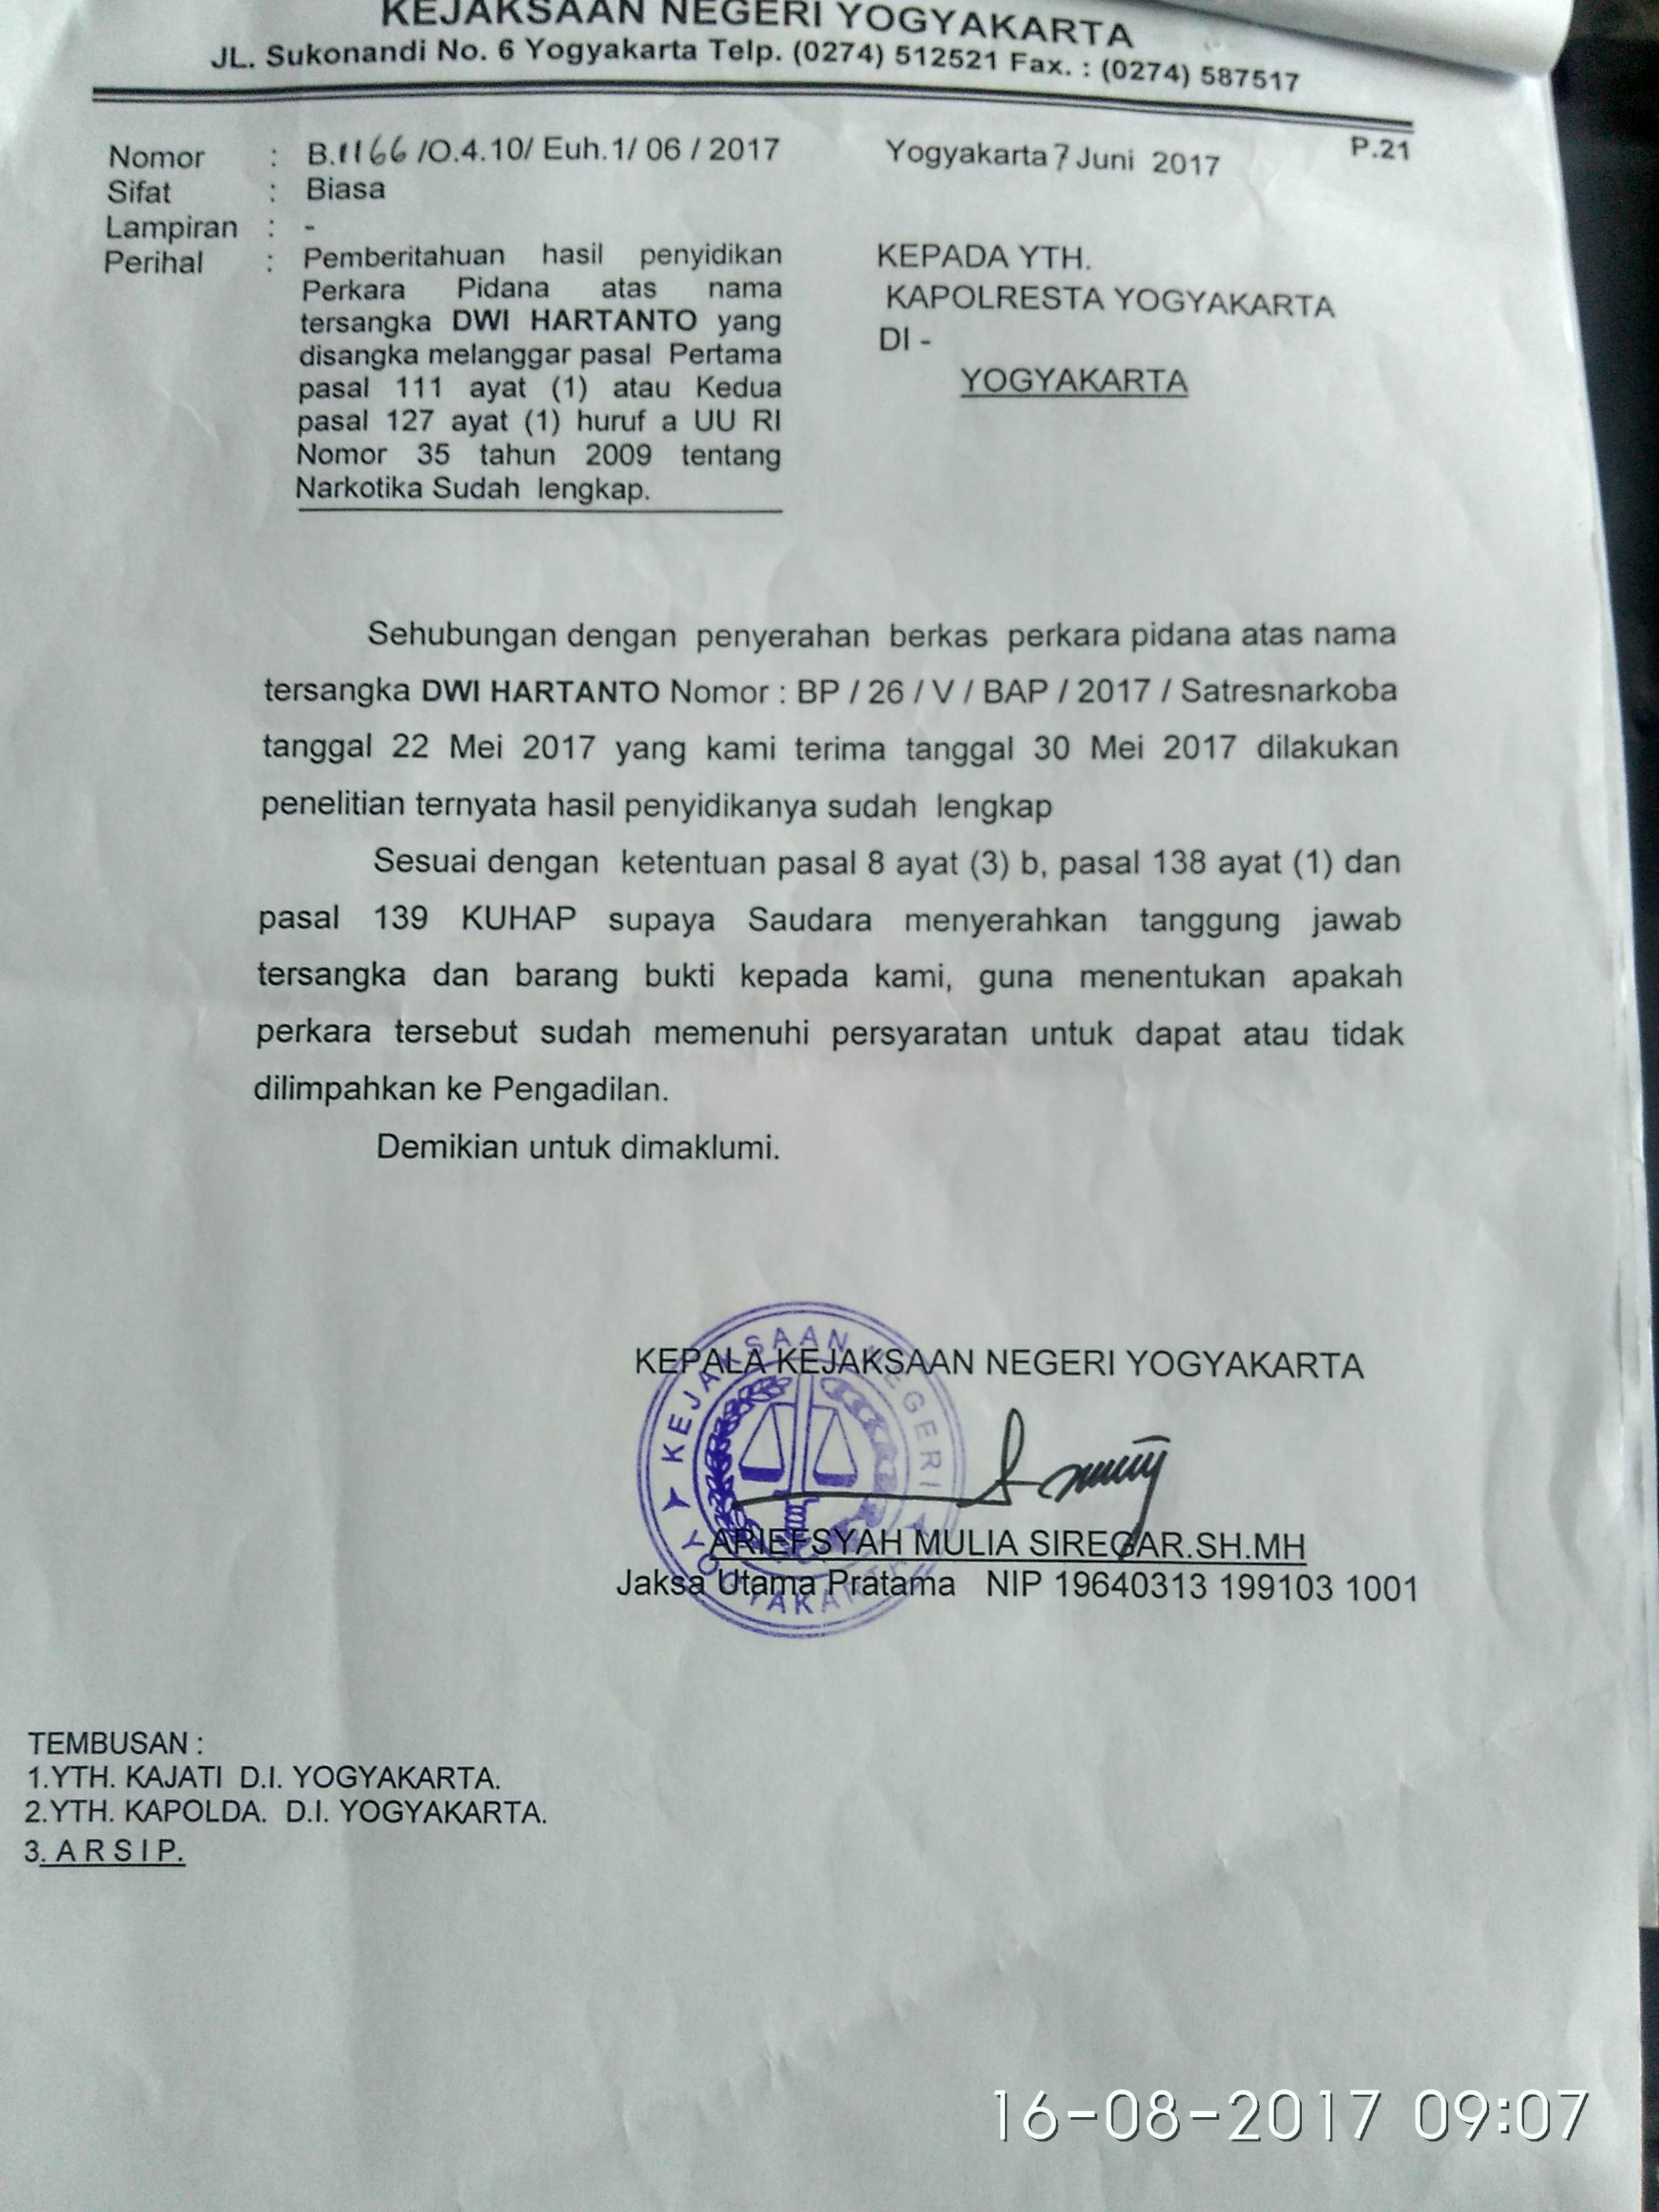 KEJAKSAAN NEGERI YOGYAKARTA
JL. Sukonandi No. 6 Yogyakarta Telp. (0274) 512521 Fax. : (0274) 587517
P.21
Nomor : B.1166 /O.4.10/ Euh.1/ 06 / 2017
Sifat : Biasa
Lampiran : -
Perihal : Pemberitahuan hasil penyidikan
Perkara Pidana atas nama
tersangka DWI HARTANTO yang
disangka melanggar pasal Pertama
pasal 111 ayat (1) atau Kedua
pasal 127 ayat (1) huruf a UU RI
Nomor 35 tahun 2009 tentang
Narkotika Sudah lengkap.
Yogyakarta 7 Juni 2017
KEPADA YTH.
KAPOLRESTA YOGYAKARTA
DI -
YOGYAKARTA
Sehubungan dengan penyerahan berkas perkara pidana atas nama
tersangka DWI HARTANTO Nomor : BP / 26 / V / BAP / 2017 / Satresnarkoba
tanggal 22 Mei 2017 yang kami terima tanggal 30 Mei 2017 dilakukan
penelitian ternyata hasil penyidikanya sudah lengkap
Sesuai dengan ketentuan pasal 8 ayat (3) b, pasal 138 ayat (1) dan
pasal 139 KUHAP supaya Saudara menyerahkan tanggung jawab
tersangka dan barang bukti kepada kami, guna menentukan apakah
perkara tersebut sudah memenuhi persyaratan untuk dapat atau tidak
dilimpahkan ke Pengadilan.
Demikian untuk dimaklumi.
KEPALA KEJAKSAAN NEGERI YOGYAKARTA
KEJAKSAAN NEGERI
YOGYAKARTA
ARIEFSYAH MULIA SIREGAR.SH.MH
Jaksa Utama Pratama NIP 19640313 199103 1001
TEMBUSAN :
1.YTH. KAJATI D.I. YOGYAKARTA.
2.YTH. KAPOLDA. D.I. YOGYAKARTA.
3. A R S I P.
16-08-2017 09:07